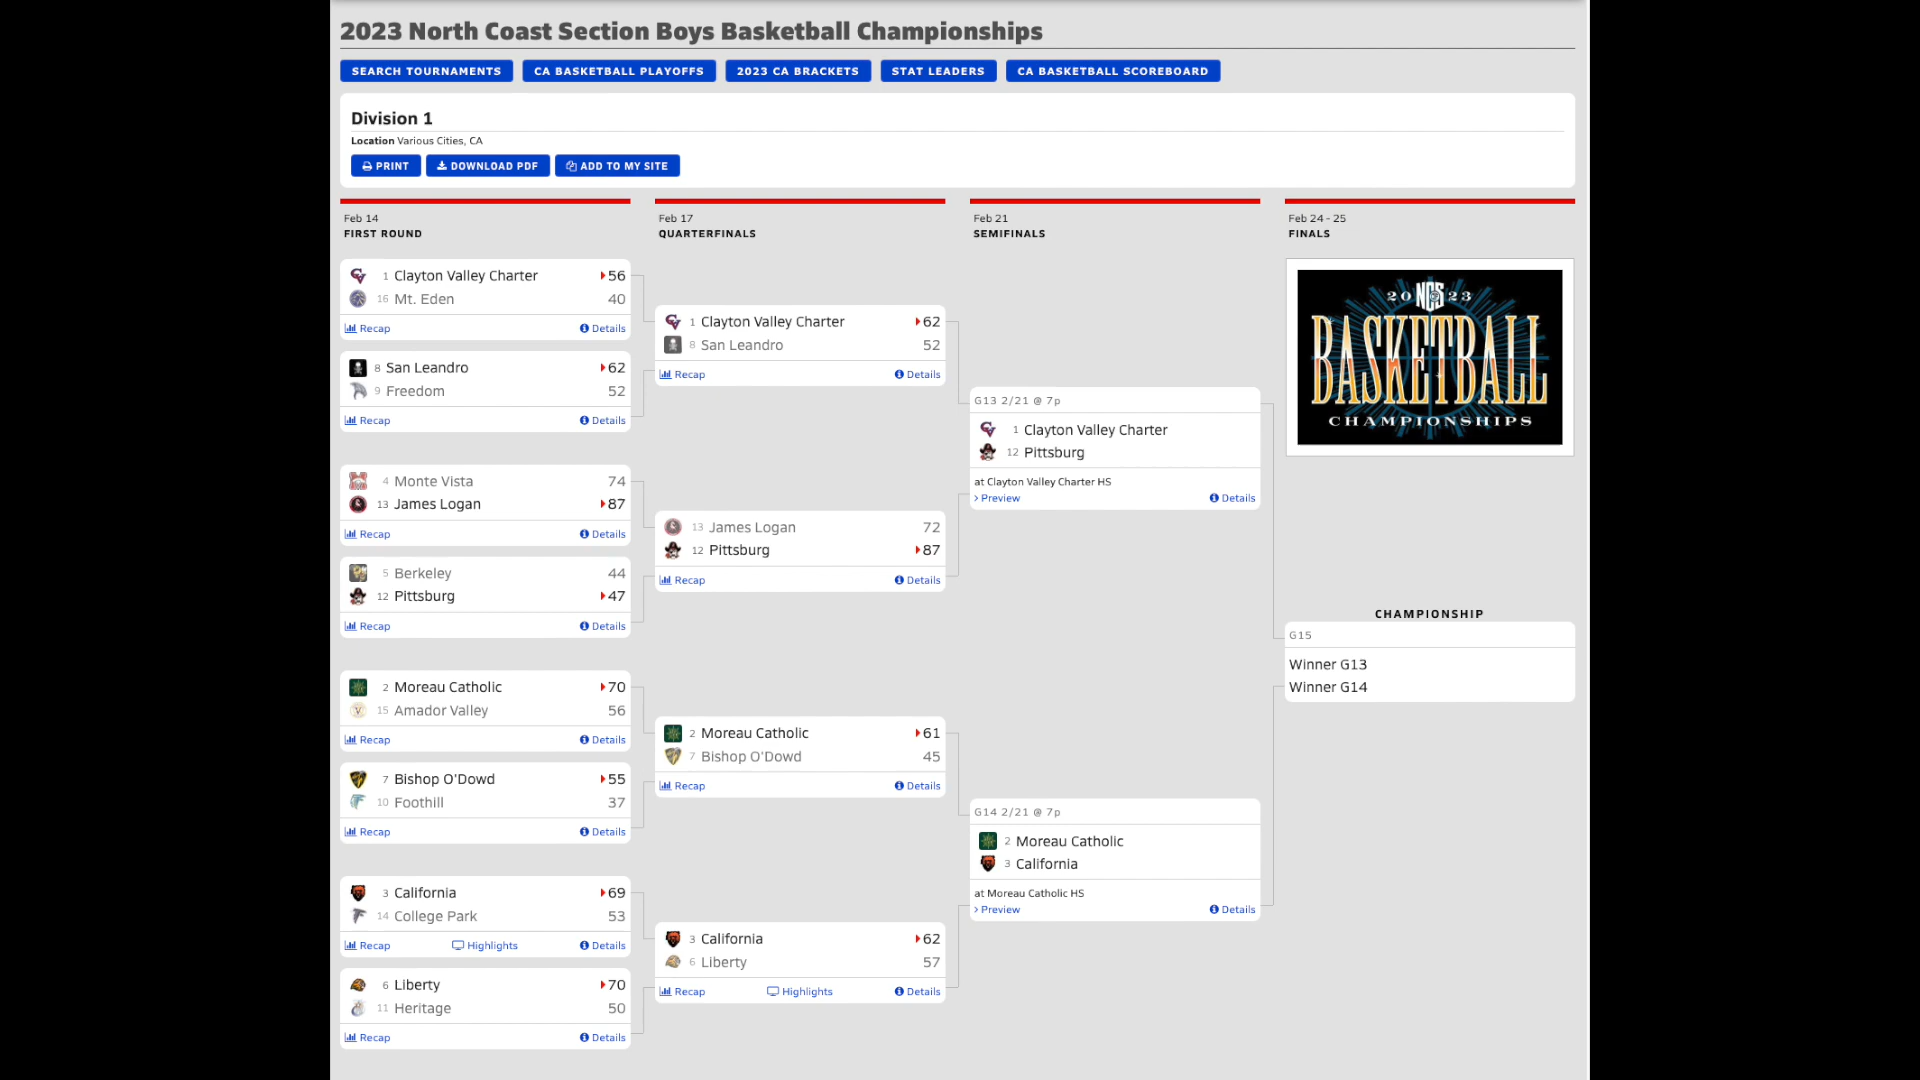 2023 North Coast Section Boys Basketball Championships
SEARCH TOURNAMENTS
CA BASKETBALL PLAYOFFS
2023 CA BRACKETS
STAT LEADERS
CA BASKETBALL SCOREBOARD
Division 1
Location Various Cities, CA
PRINT
DOWNLOAD PDF
ADD TO MY SITE
Feb 14
FIRST ROUND
1 Clayton Valley Charter 56
16 Mt. Eden 40
Recap Details
8 San Leandro 62
9 Freedom 52
Recap Details
4 Monte Vista 74
13 James Logan 87
Recap Details
5 Berkeley 44
12 Pittsburg 47
Recap Details
2 Moreau Catholic 70
15 Amador Valley 56
Recap Details
7 Bishop O'Dowd 55
10 Foothill 37
Recap Details
3 California 69
14 College Park 53
Recap Highlights Details
6 Liberty 70
11 Heritage 50
Recap Details
Feb 17
QUARTERFINALS
1 Clayton Valley Charter 62
8 San Leandro 52
Recap Details
13 James Logan 72
12 Pittsburg 87
Recap Details
2 Moreau Catholic 61
7 Bishop O'Dowd 45
Recap Details
3 California 62
6 Liberty 57
Recap Highlights Details
Feb 21
SEMIFINALS
G13 2/21 @ 7p
1 Clayton Valley Charter
12 Pittsburg
at Clayton Valley Charter HS
› Preview Details
G14 2/21 @ 7p
2 Moreau Catholic
3 California
at Moreau Catholic HS
› Preview Details
Feb 24 - 25
FINALS
20 NCS 23
BASKETBALL
CHAMPIONSHIPS
CHAMPIONSHIP
G15
Winner G13
Winner G14